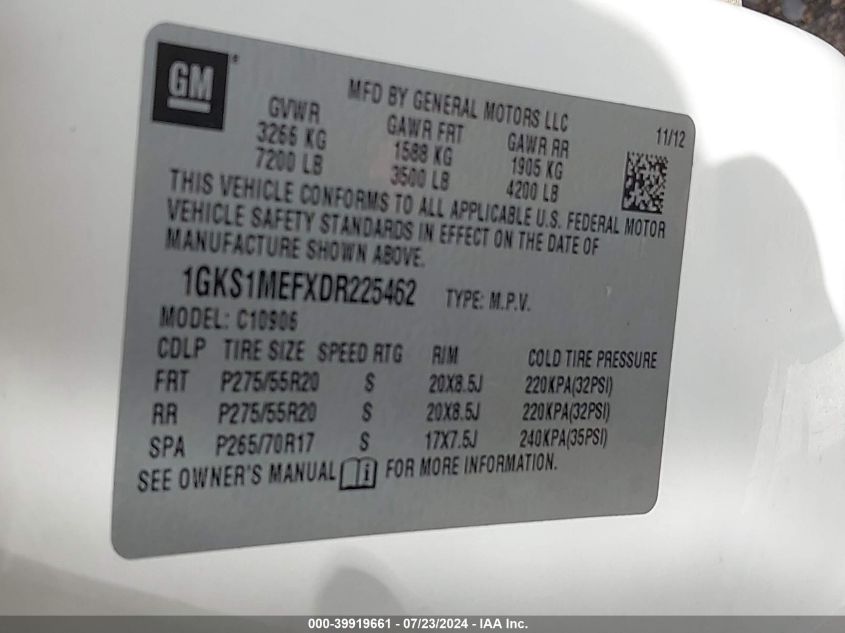 GM
MFD BY GENERAL MOTORS LLC
11/12
GVWR GAWR FRT GAWR RR
3266 KG 1588 KG 1905 KG
7200 LB 3500 LB 4200 LB
THIS VEHICLE CONFORMS TO ALL APPLICABLE U.S. FEDERAL MOTOR
VEHICLE SAFETY STANDARDS IN EFFECT ON THE DATE OF
MANUFACTURE SHOWN ABOVE.
1GKS1MEFXDR225462 TYPE: M.P.V.
MODEL: C10906
CDLP TIRE SIZE SPEED RTG RIM COLD TIRE PRESSURE
FRT P275/55R20 S 20X8.5J 220KPA(32PSI)
RR P275/55R20 S 20X8.5J 220KPA(32PSI)
SPA P265/70R17 S 17X7.5J 240KPA(35PSI)
SEE OWNER'S MANUAL i FOR MORE INFORMATION.
000-39919661 - 07/23/2024 - IAA Inc.